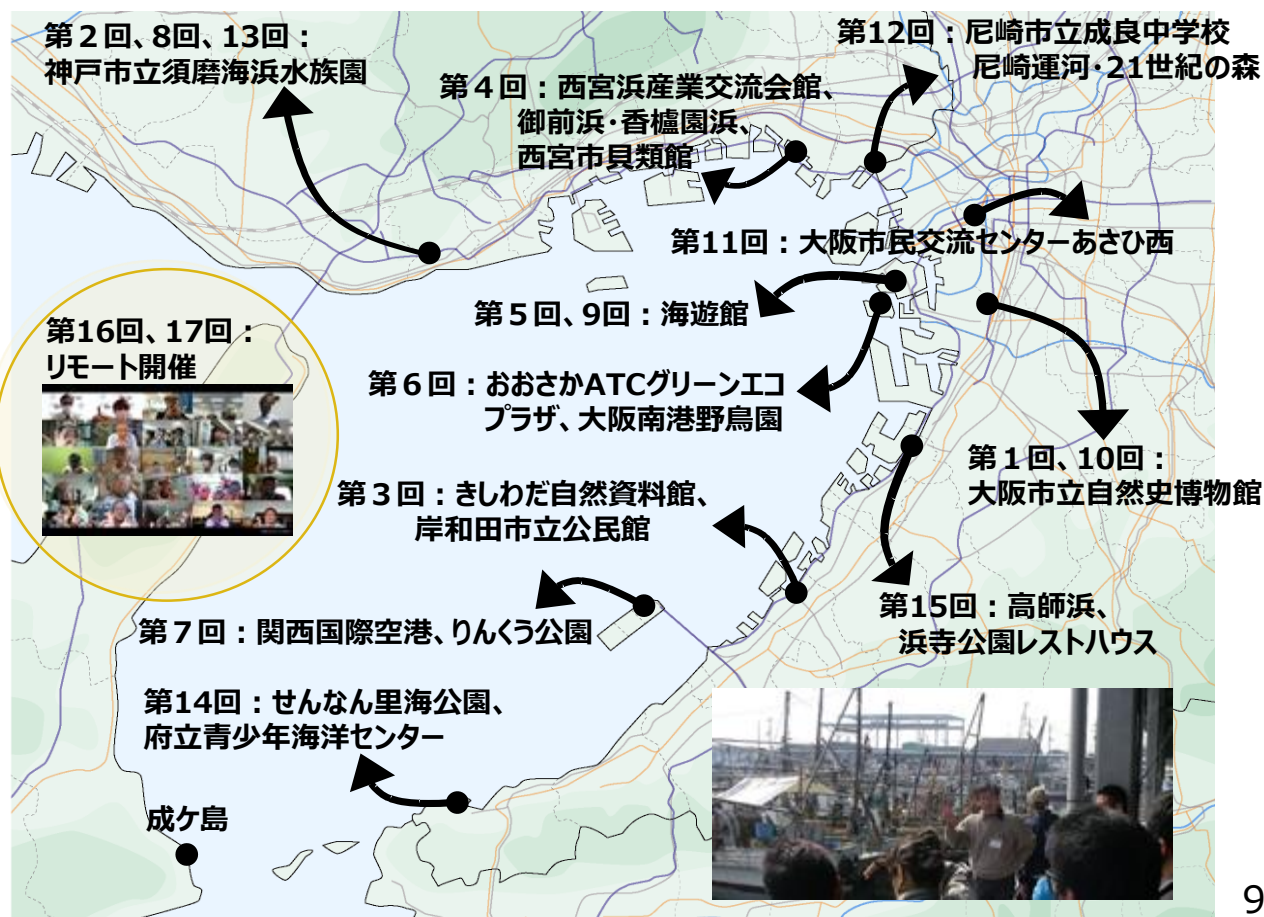 第２回、8回、13回：
神戸市立須磨海浜水族園
第４回：西宮浜産業交流会館、
御前浜・香櫨園浜、
西宮市貝類館
第12回：尼崎市立成良中学校
尼崎運河・21世紀の森
第11回：大阪市民交流センターあさひ西
第５回、9回：海遊館
第16回、17回：
リモート開催
第６回：おおさかATCグリーンエコ
プラザ、大阪南港野鳥園
第１回、10回：
大阪市立自然史博物館
第３回：きしわだ自然資料館、
岸和田市立公民館
第15回：高師浜、
浜寺公園レストハウス
第７回：関西国際空港、りんくう公園
第14回：せんなん里海公園、
府立青少年海洋センター
成ケ島
9